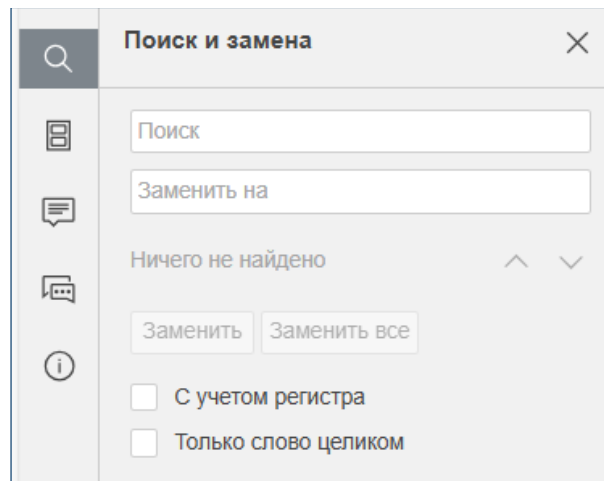 Поиск и замена
Поиск
Заменить на
Ничего не найдено
Заменить Заменить все
С учетом регистра
Только слово целиком